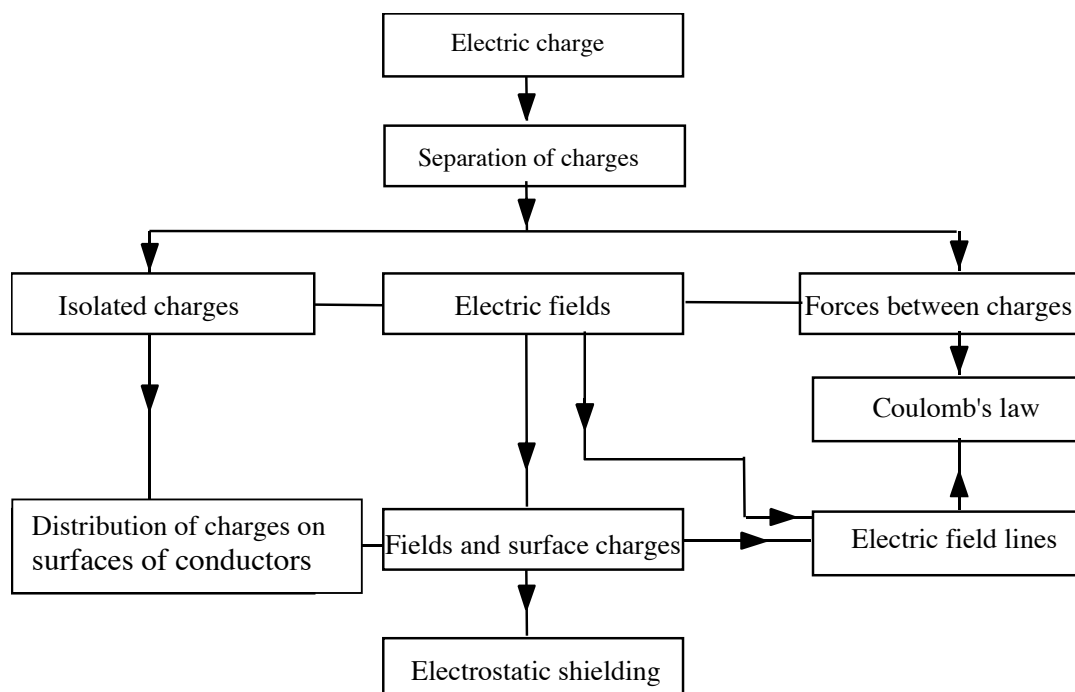 Electric charge
Separation of charges
Isolated charges
Electric fields
Forces between charges
Coulomb's law
Distribution of charges on
surfaces of conductors
Fields and surface charges
Electric field lines
Electrostatic shielding